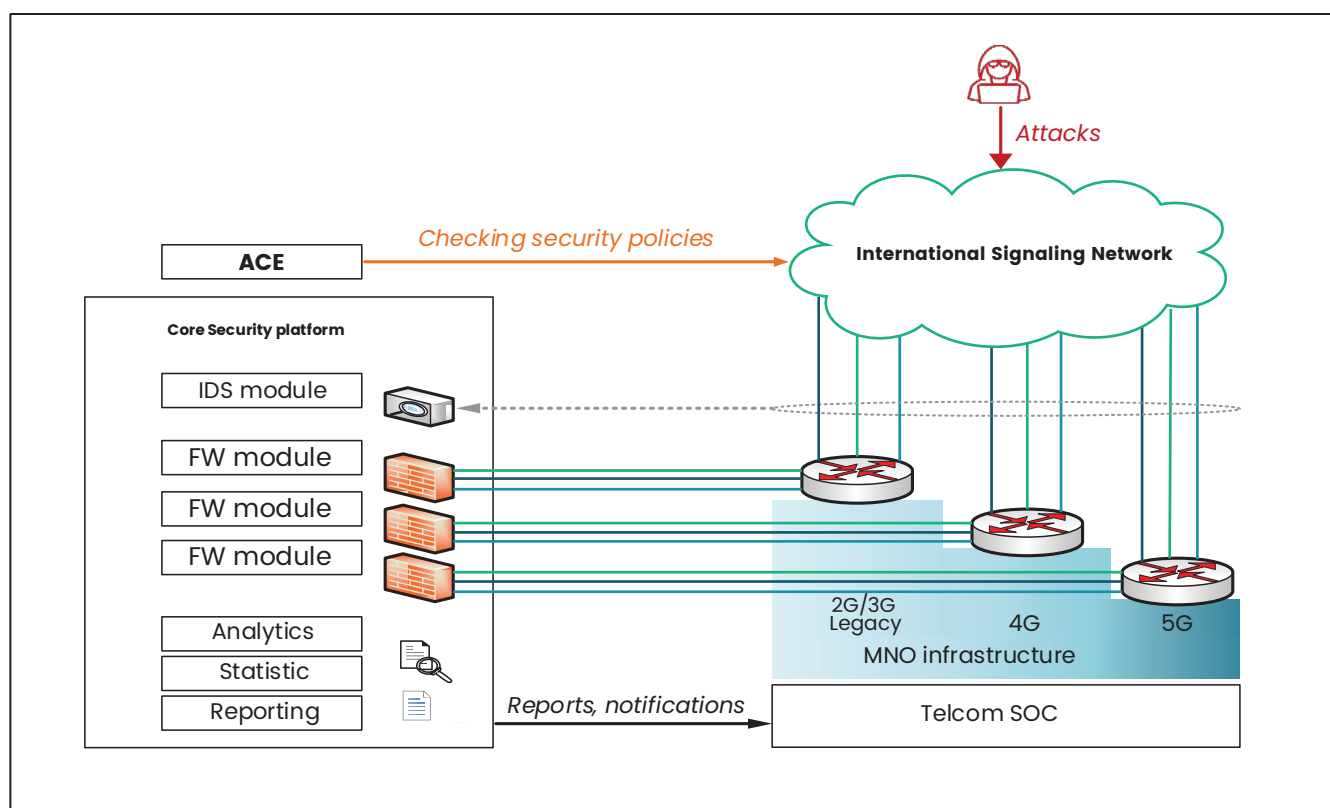 Attacks
Checking security policies
ACE
International Signaling Network
Core Security platform
IDS module
FW module
FW module
FW module
2G/3G
Legacy
4G
5G
MNO infrastructure
Analytics
Statistic
Reporting
Reports, notifications
Telcom SOC